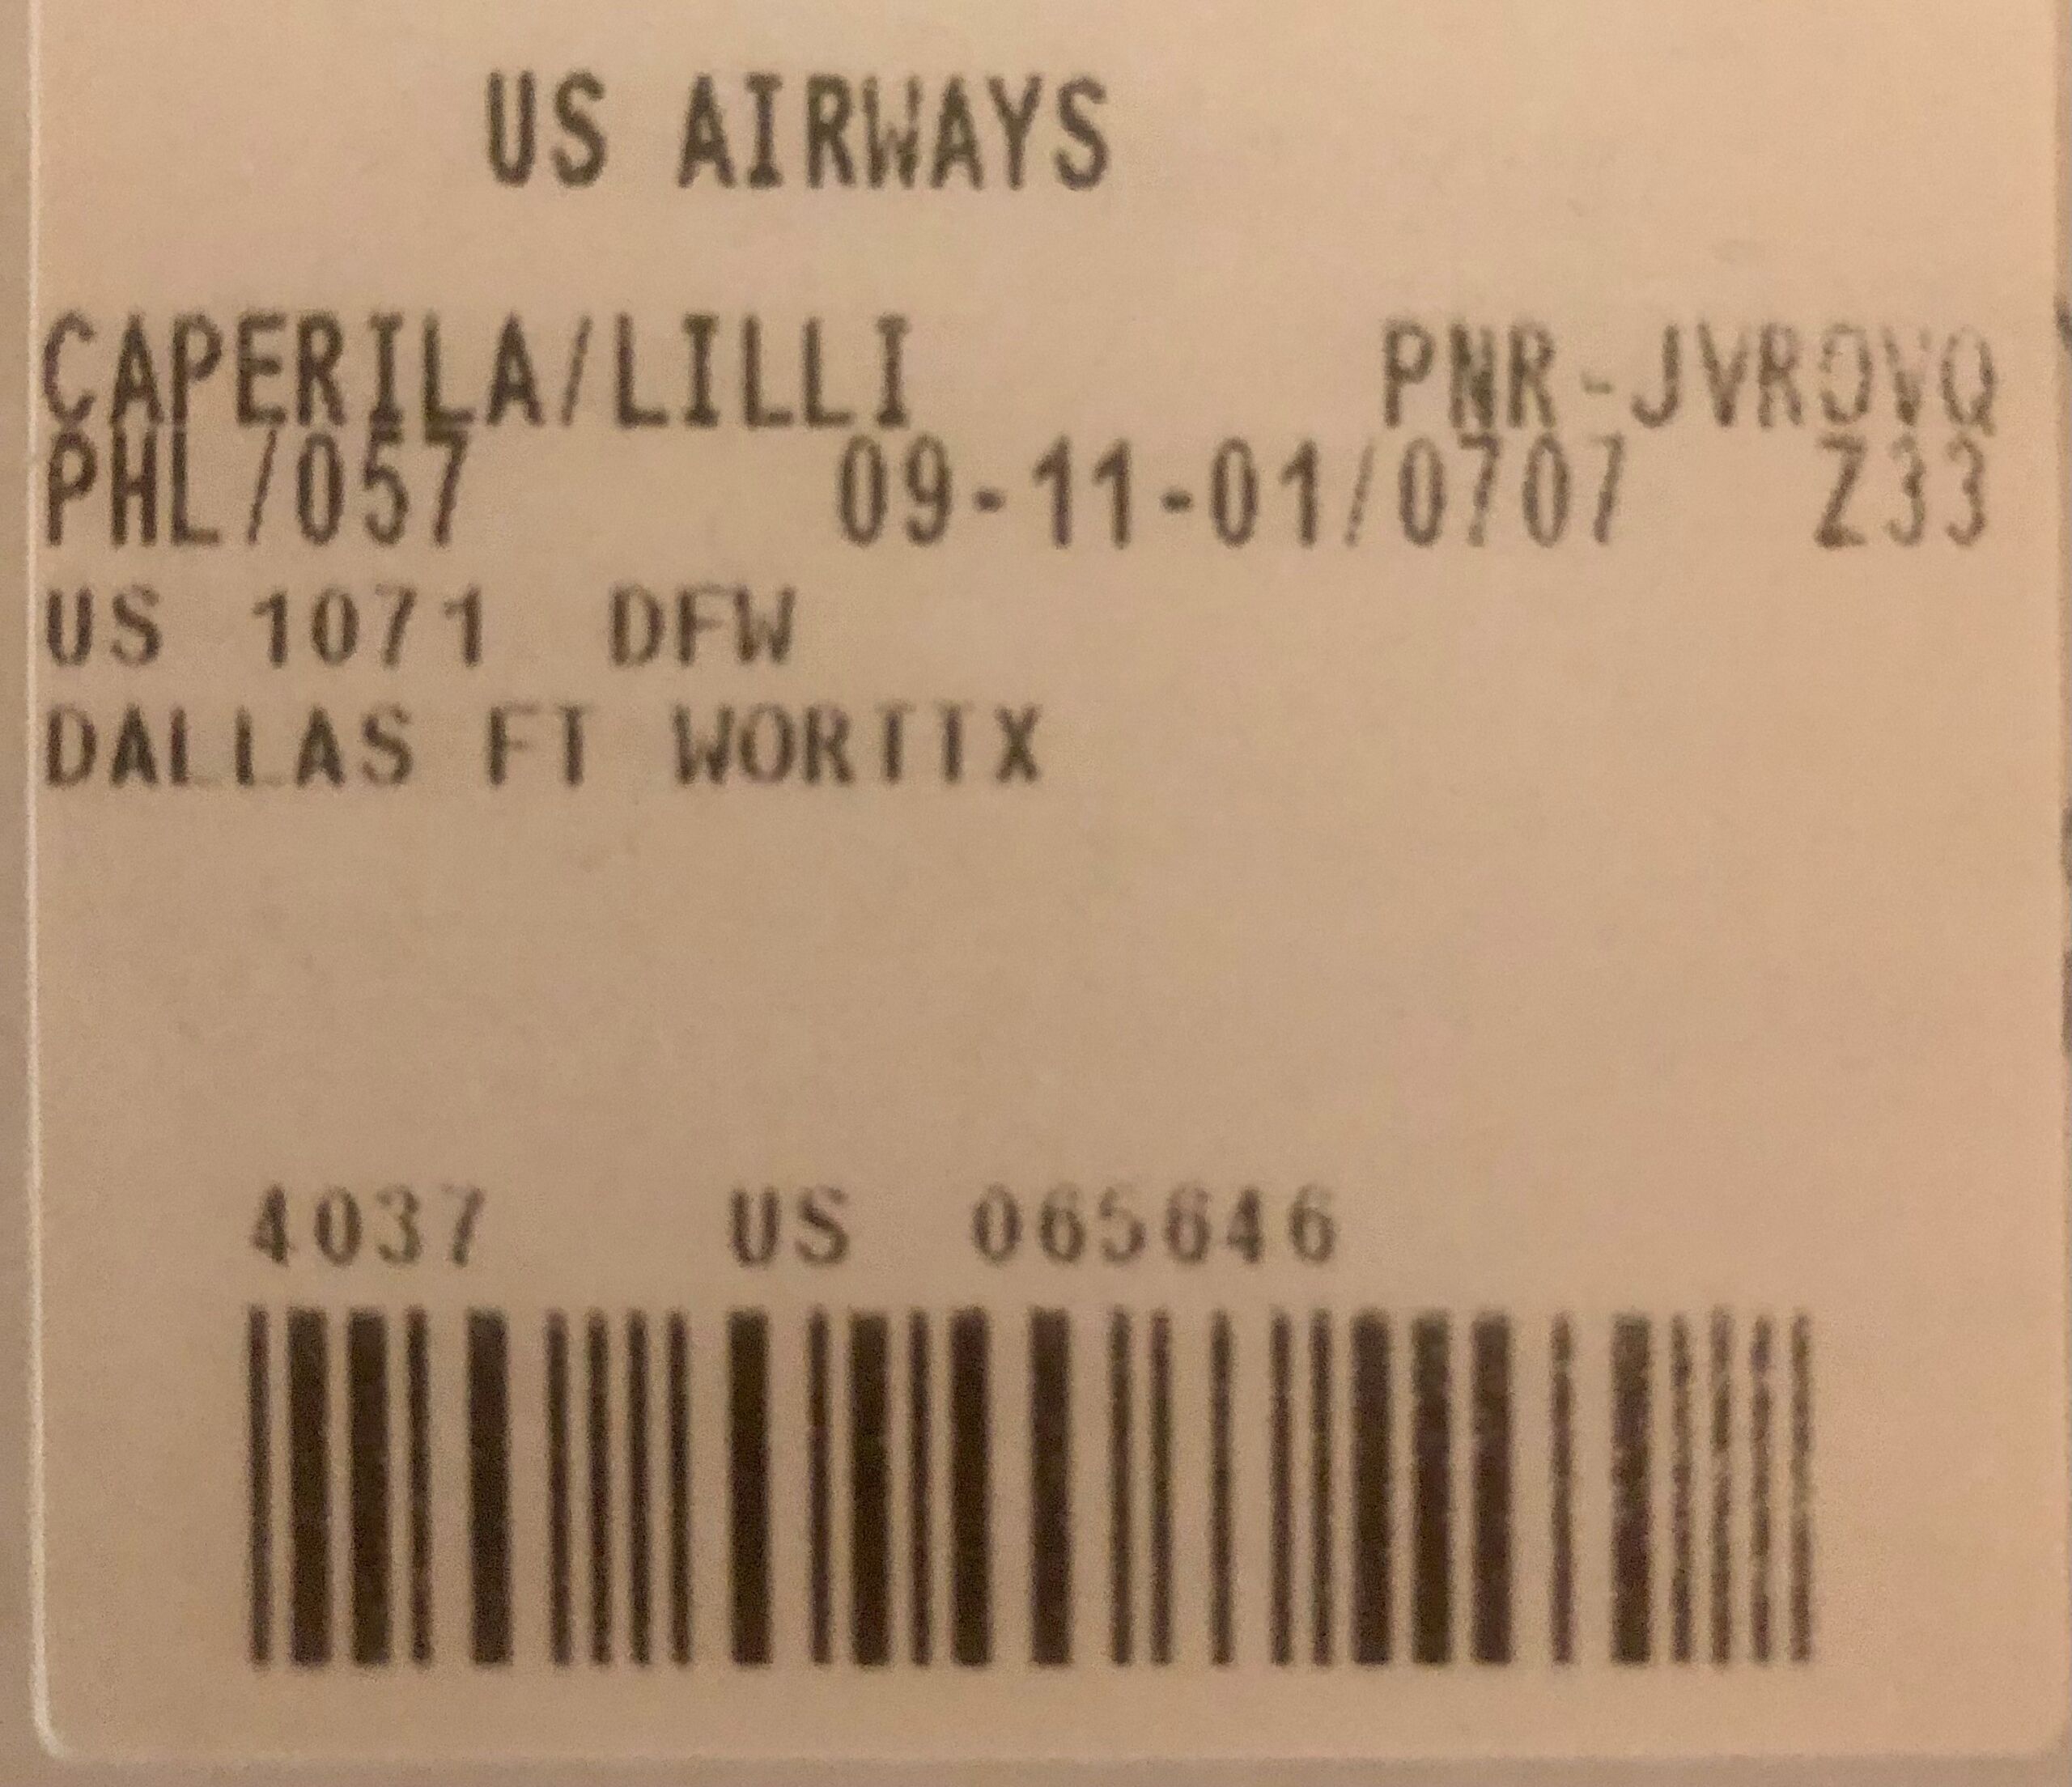 US AIRWAYS
CAPERILA/LILLI PNR-JVROVQ
PHL/057 09-11-01/0707 Z33
US 1071 DFW
DALLAS FT WORTTX
4037 US 065646